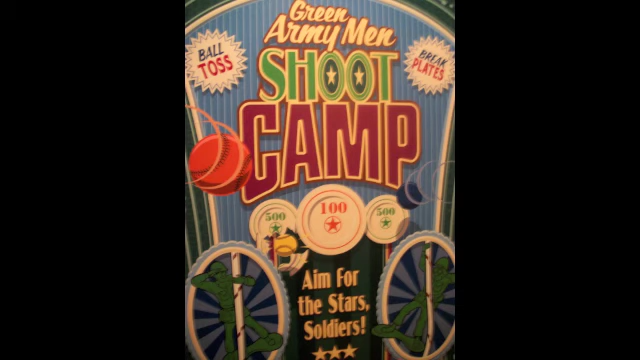 Green
Army Men
SHOOT
CAMP
BALL
TOSS
BREAK
PLATES
500
100
500
Aim For
the Stars,
Soldiers!